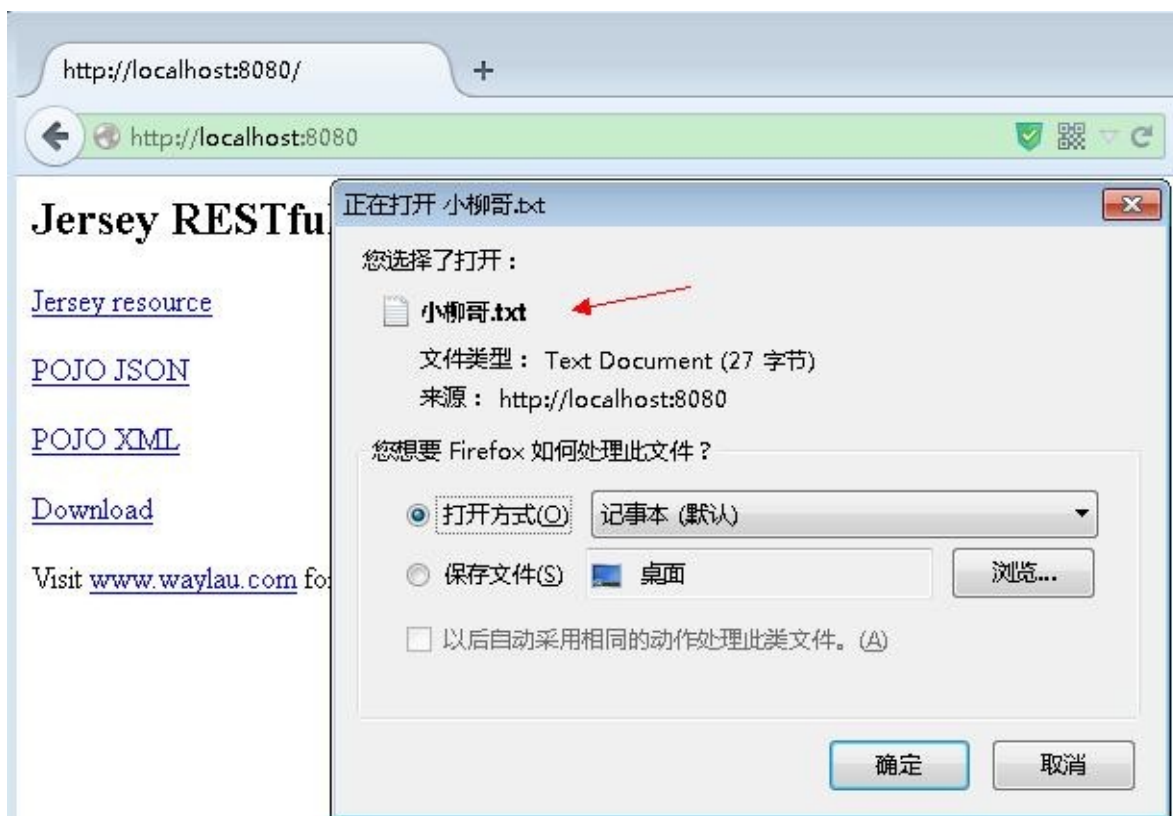 http://localhost:8080/
http://localhost:8080
Jersey RESTful
Jersey resource
POJO JSON
POJO XML
Download
Visit www.waylau.com fo
正在打开 小柳哥.txt
您选择了打开：
小柳哥.txt
文件类型： Text Document (27 字节)
来源： http://localhost:8080
您想要 Firefox 如何处理此文件？
打开方式(O) 记事本 (默认)
保存文件(S) 桌面 浏览...
以后自动采用相同的动作处理此类文件。(A)
确定 取消